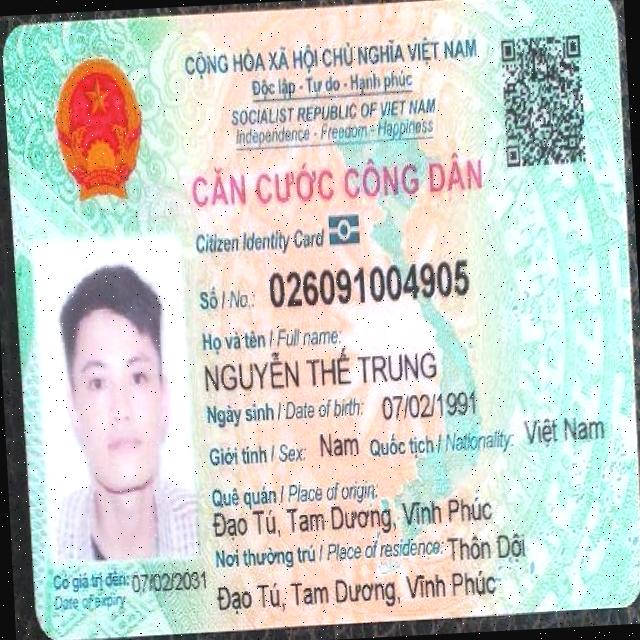 CỘNG HÒA XÃ HỘI CHỦ NGHĨA VIỆT NAM
Độc lập - Tự do - Hạnh phúc
SOCIALIST REPUBLIC OF VIET NAM
Independence - Freedom - Happiness
CĂN CƯỚC CÔNG DÂN
Citizen Identity Card
Số / No.: 026091004905
Họ và tên / Full name:
NGUYỄN THẾ TRUNG
Ngày sinh / Date of birth: 07/02/1991
Giới tính / Sex: Nam Quốc tịch / Nationality: Việt Nam
Quê quán / Place of origin:
Đạo Tú, Tam Dương, Vĩnh Phúc
Nơi thường trú / Place of residence: Thôn Dội
Đạo Tú, Tam Dương, Vĩnh Phúc
Có giá trị đến: 07/02/2031
Date of expiry